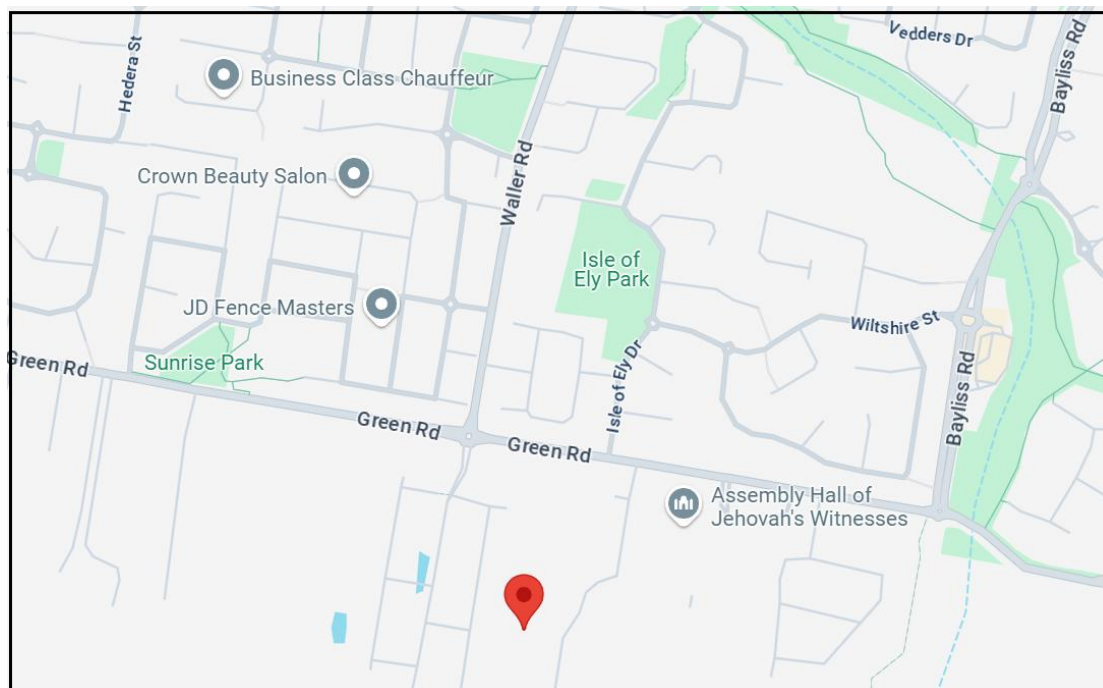 Vedders Dr
Hedera St
Business Class Chauffeur
Bayliss Rd
Crown Beauty Salon
Waller Rd
Isle of
Ely Park
JD Fence Masters
Wiltshire St
Green Rd
Sunrise Park
Isle of Ely Dr
Bayliss Rd
Green Rd
Green Rd
Assembly Hall of
Jehovah's Witnesses